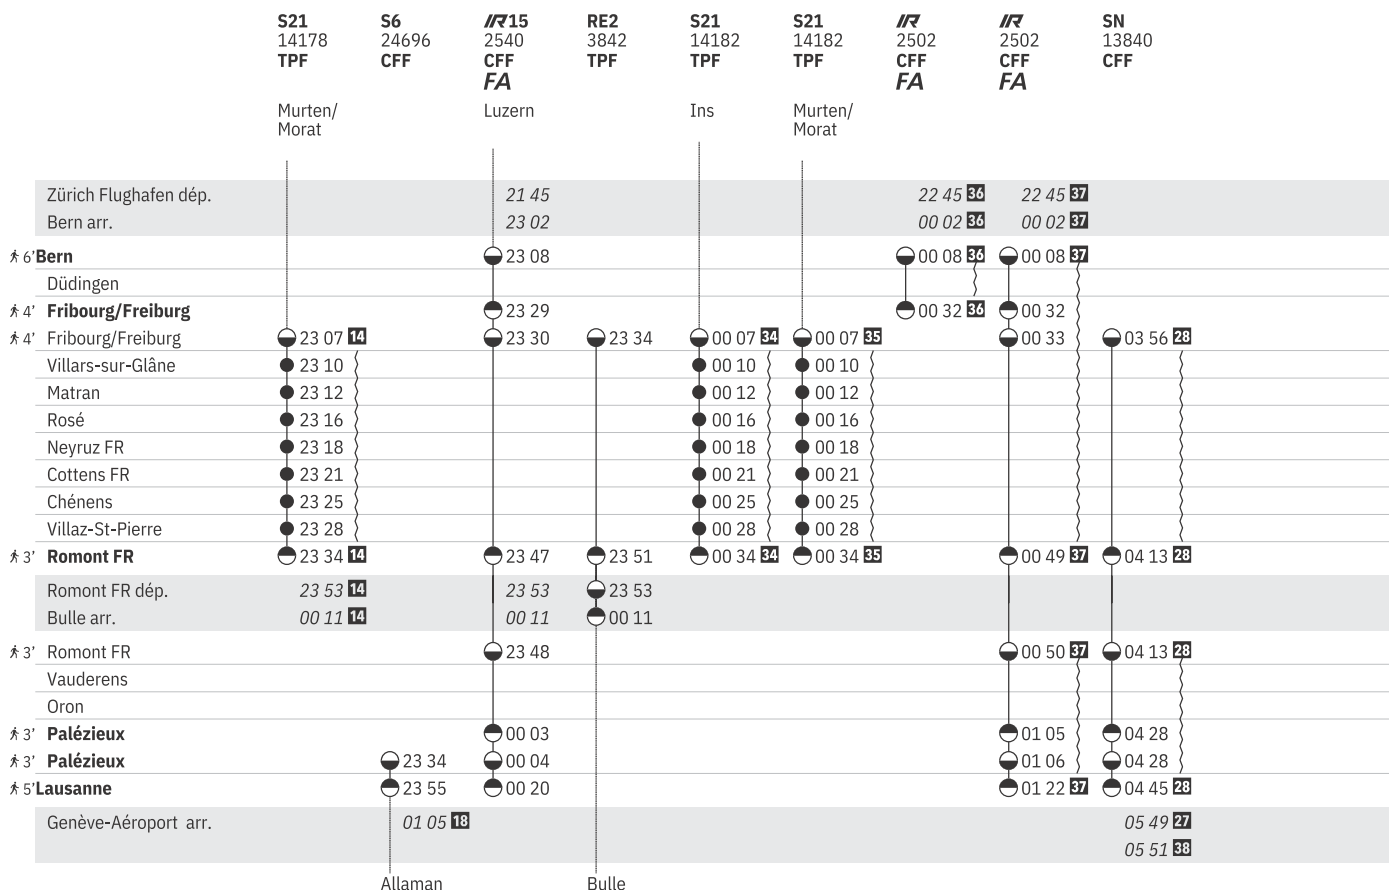 S21 S6 IR15 RE2 S21 S21 IR IR SN
14178 24696 2540 3842 14182 14182 2502 2502 13840
TPF CFF CFF TPF TPF TPF CFF CFF CFF
FA FA FA
Murten/ Luzern Ins Murten/
Morat Morat
Zürich Flughafen dép. 21 45 22 45 36 22 45 37
Bern arr. 23 02 00 02 36 00 02 37
6' Bern 23 08 00 08 36 00 08 37
Düdingen
4' Fribourg/Freiburg 23 29 00 32 36 00 32
4' Fribourg/Freiburg 23 07 14 23 30 23 34 00 07 34 00 07 35 00 33 03 56 28
Villars-sur-Glâne 23 10 00 10 00 10
Matran 23 12 00 12 00 12
Rosé 23 16 00 16 00 16
Neyruz FR 23 18 00 18 00 18
Cottens FR 23 21 00 21 00 21
Chénens 23 25 00 25 00 25
Villaz-St-Pierre 23 28 00 28 00 28
3' Romont FR 23 34 14 23 47 23 51 00 34 34 00 34 35 00 49 37 04 13 28
Romont FR dép. 23 53 14 23 53 23 53
Bulle arr. 00 11 14 00 11 00 11
3' Romont FR 23 48 00 50 37 04 13 28
Vauderens
Oron
3' Palézieux 00 03 01 05 04 28
3' Palézieux 23 34 00 04 01 06 04 28
5' Lausanne 23 55 00 20 01 22 37 04 45 28
Genève-Aéroport arr. 01 05 18 05 49 27
05 51 38
Allaman Bulle